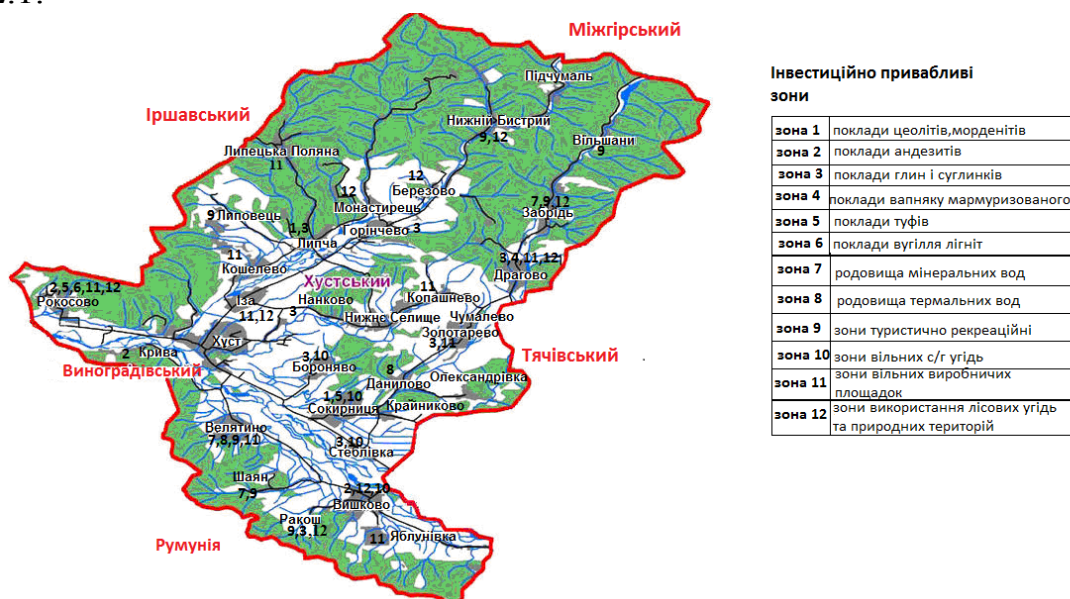 Міжгірський
Підчумаль
Іршавський
Нижній Бистрий
9,12
Вільшани
9
Липецька Поляна
11
12
Березово
12
Монастирець
7,9,12
Забрідь
9 Липовець
1,3
Горінчево 3
Липча
11
Кошелево
3,4,11,12
Драгово
Хустський
2,5,6,11,12
Рокосово
Іза
11,12
Нанково
3
11
Копашнево
Нижнє Селище
Чумалево
Золотарево
3,11
Хуст
2 Крива
Виноградівський
Тячівський
3,10
Бороняво
8
Данилово
Олександрівка
1,5,10
Сокирниця
Крайниково
Велятино
7,8,9,11
3,10
Стеблівка
Шаян
7,9
2,12,10
Вишково
Ракош
9,3,12
11 Яблунівка
Румунія
Інвестиційно привабливі
зони
зона 1 поклади цеолітів,морденітів
зона 2 поклади андезитів
зона 3 поклади глин і суглинків
зона 4 поклади вапняку мармуризованого
зона 5 поклади туфів
зона 6 поклади вугілля лігніт
зона 7 родовища мінеральних вод
зона 8 родовища термальних вод
зона 9 зони туристично рекреаційні
зона 10 зони вільних с/г угідь
зона 11 зони вільних виробничих
площадок
зона 12 зони використання лісових угідь
та природних територій